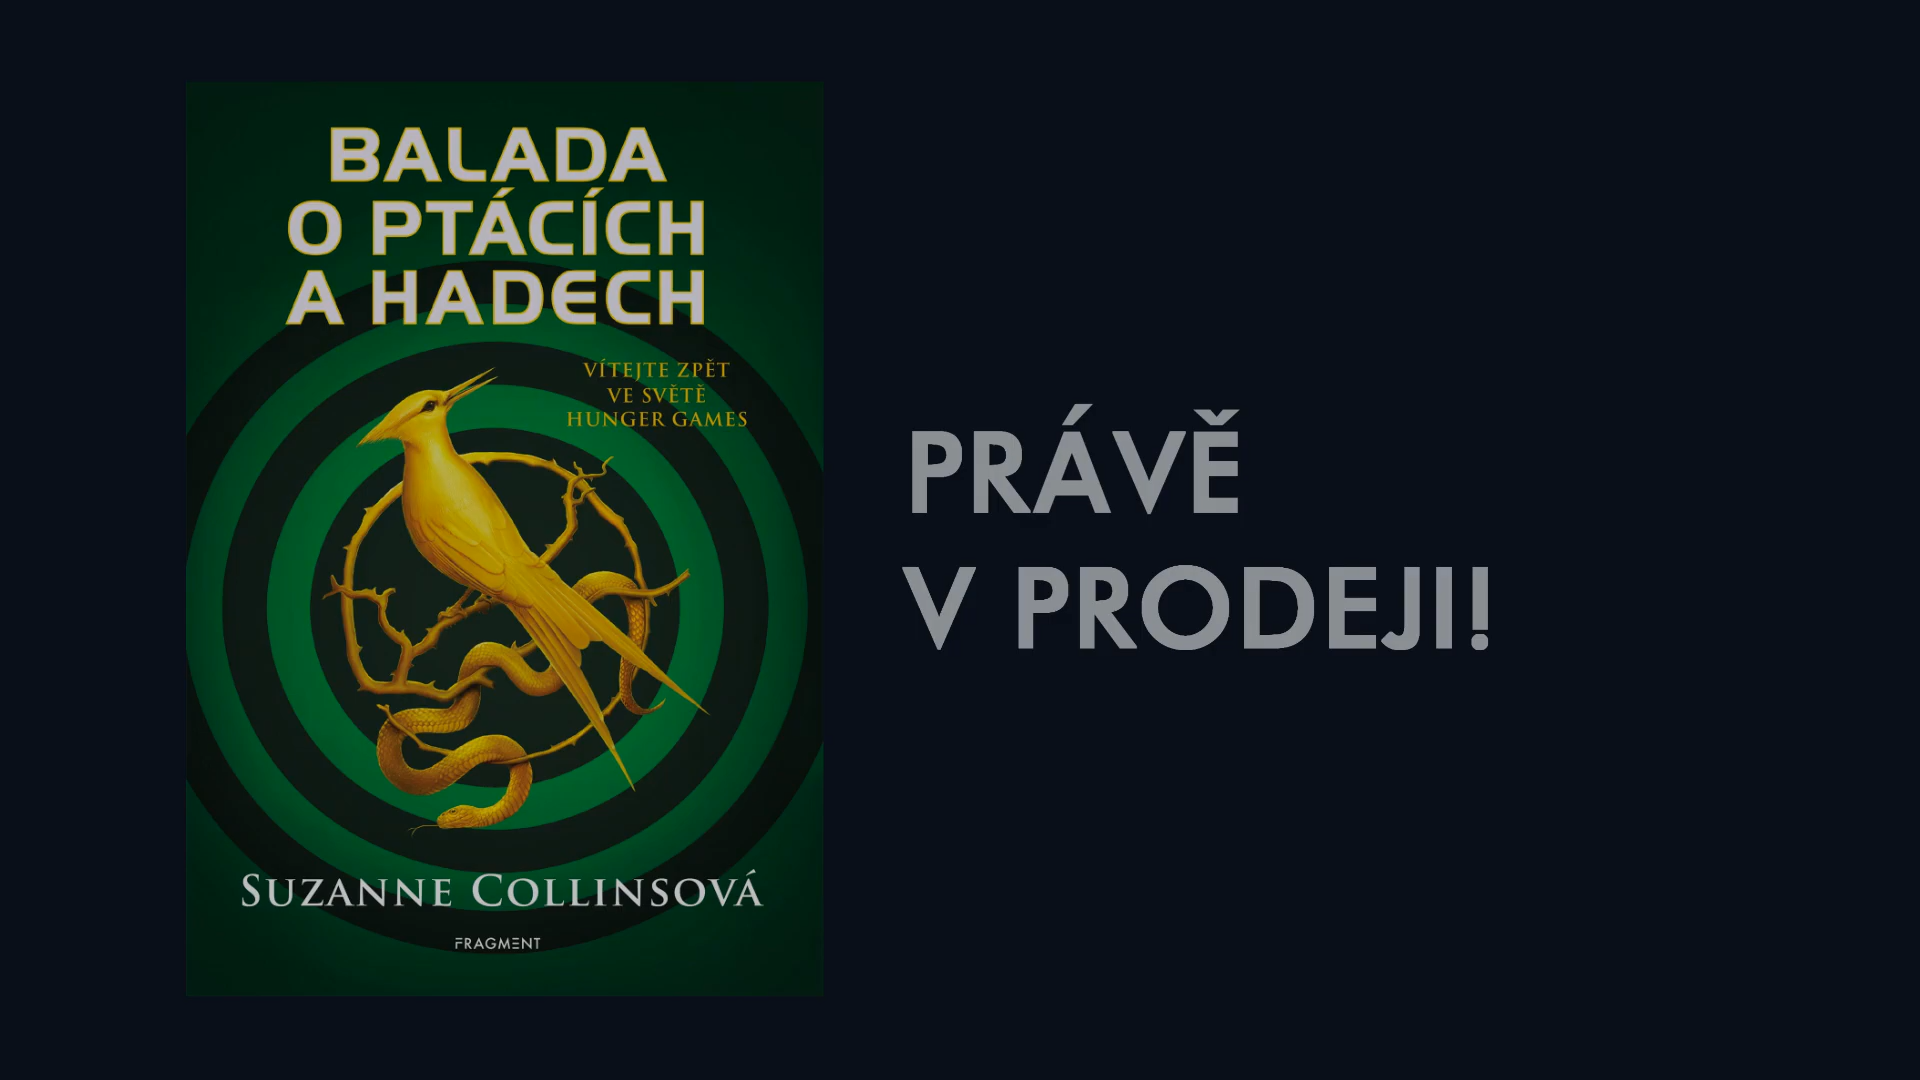 BALADA
O PTÁCÍCH
A HADECH
VÍTEJTE ZPĚT
VE SVĚTĚ
HUNGER GAMES
SUZANNE COLLINSOVÁ
FRAGMENT
PRÁVĚ
V PRODEJI!